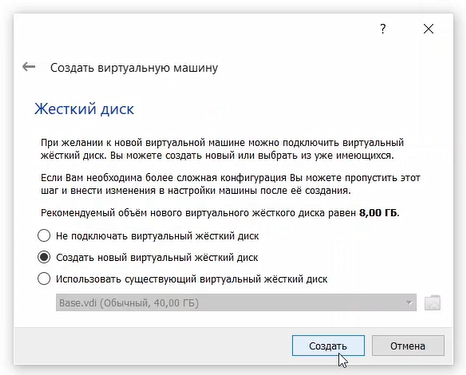 ?
Создать виртуальную машину
Жесткий диск
При желании к новой виртуальной машине можно подключить виртуальный
жёсткий диск. Вы можете создать новый или выбрать из уже имеющихся.
Если Вам необходима более сложная конфигурация Вы можете пропустить этот
шаг и внести изменения в настройки машины после её создания.
Рекомендуемый объём нового виртуального жёсткого диска равен 8,00 ГБ.
Не подключать виртуальный жёсткий диск
Создать новый виртуальный жёсткий диск
Использовать существующий виртуальный жёсткий диск
Base.vdi (Обычный, 40,00 ГБ)
Создать
Отмена